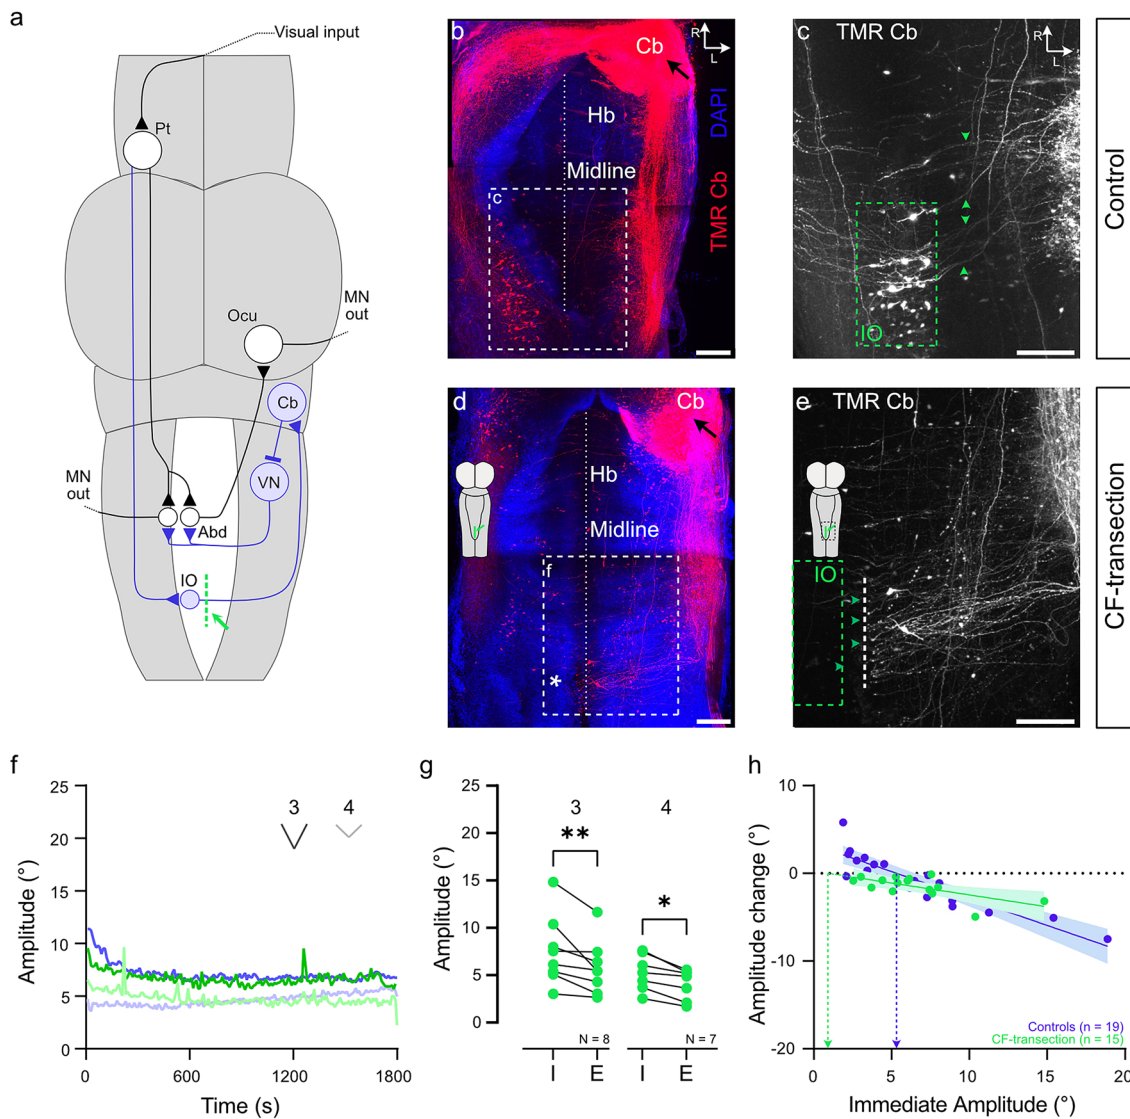 a
Visual input
Pt
Ocu
MN
out
Cb
VN
MN
out
Abd
IO
b
Cb
R
L
Hb
Midline
c
TMR Cb DAPI
c
TMR Cb
R
L
IO
Control
d
Cb
Hb
Midline
f
*
e
TMR Cb
IO
CF-transection
f
Amplitude (°)
25
20
15
10
5
0
3
4
0
600
1200
1800
Time (s)
g
Amplitude (°)
25
20
15
10
5
0
3
4
**
*
N = 8
N = 7
I
E
I
E
h
Amplitude change (°)
10
0
-10
-20
Controls (n = 19)
CF-transection (n = 15)
0
5
10
15
20
Immediate Amplitude (°)